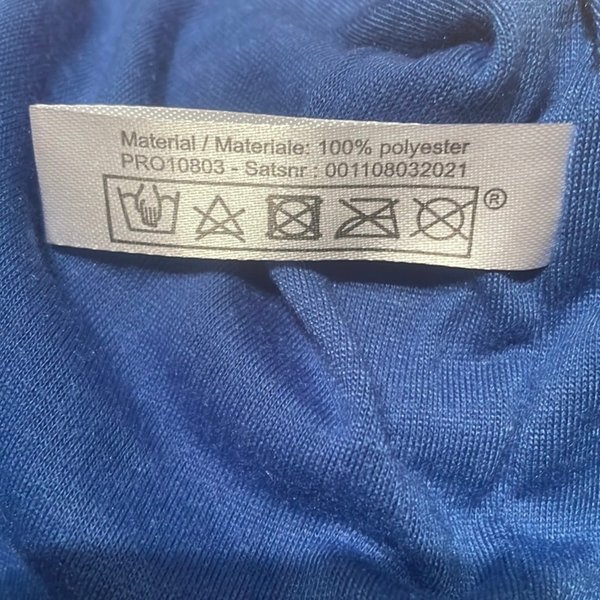 Material / Materiale: 100% polyester
PRO10803 - Satsnr : 001108032021
®